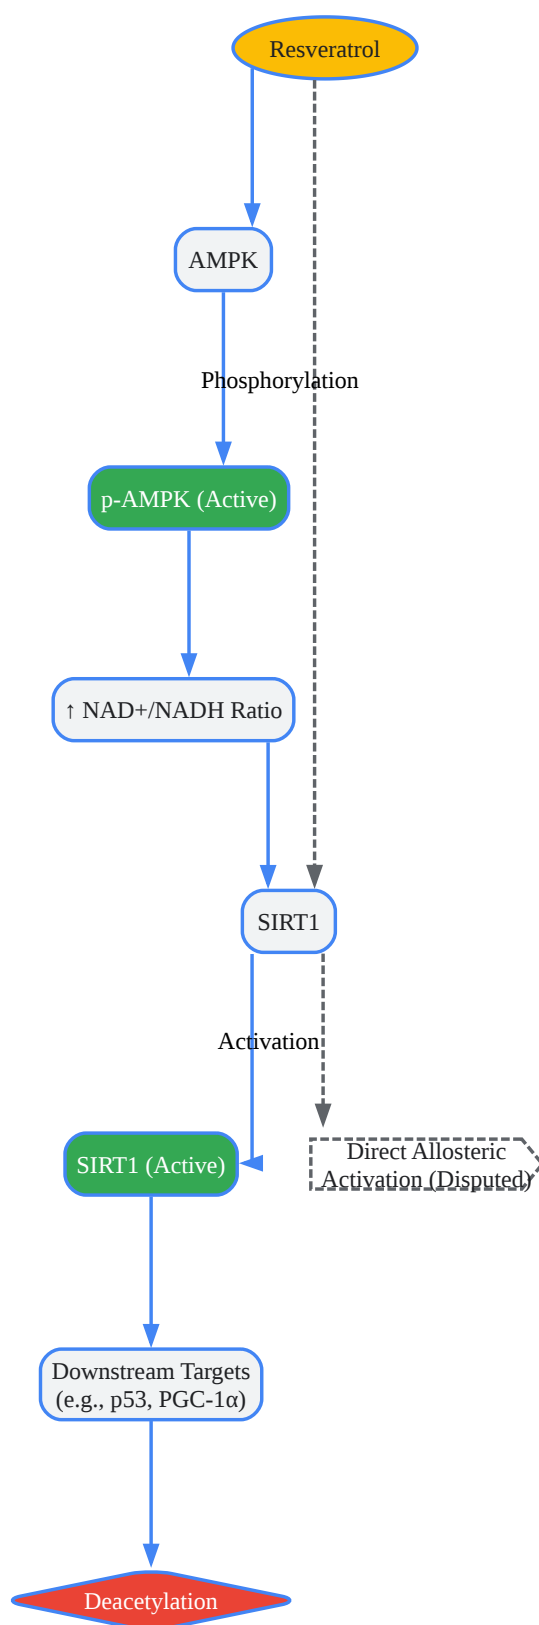 Resveratrol
AMPK
Phosphorylation
p-AMPK (Active)
↑ NAD+/NADH Ratio
SIRT1
Activation
Direct Allosteric
Activation (Disputed)
SIRT1 (Active)
Downstream Targets
(e.g., p53, PGC-1α)
Deacetylation